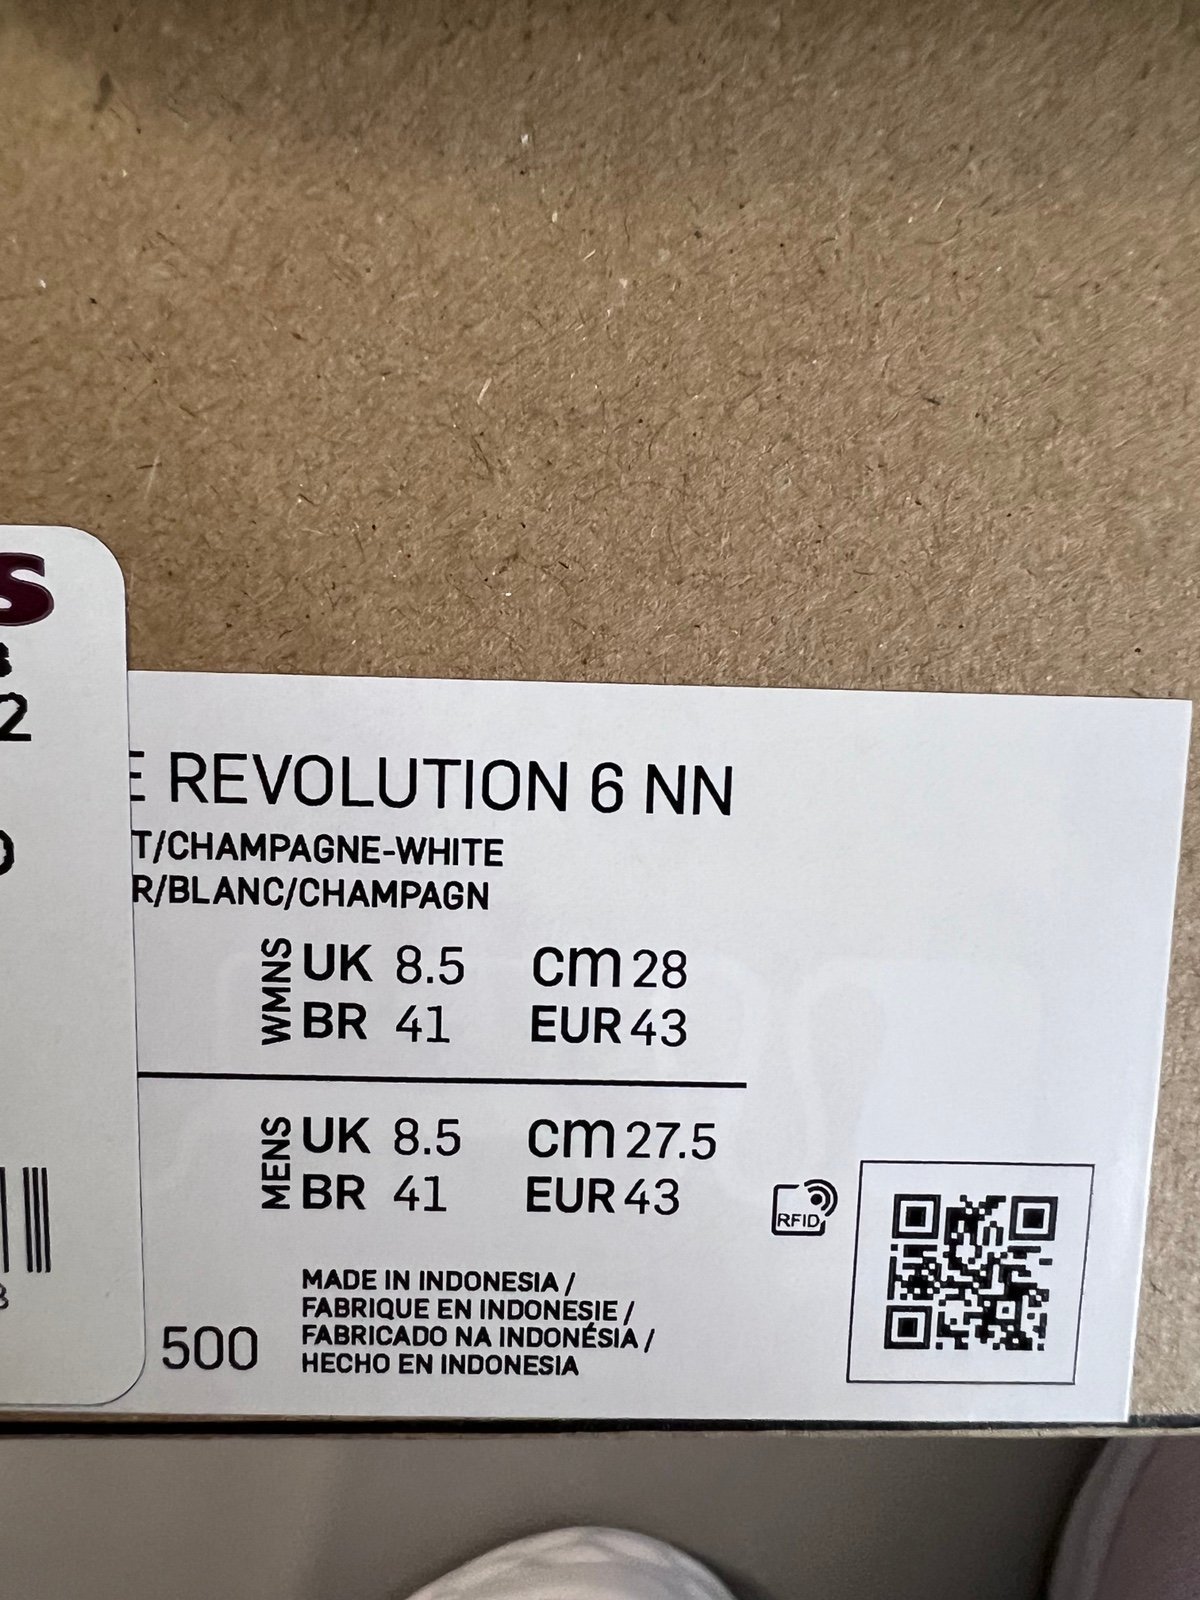 S
2
E REVOLUTION 6 NN
T/CHAMPAGNE-WHITE
R/BLANC/CHAMPAGN
WMNS UK 8.5 cm 28
BR 41 EUR 43
MENS UK 8.5 cm 27.5
BR 41 EUR 43
RFID
500
MADE IN INDONESIA /
FABRIQUE EN INDONESIE /
FABRICADO NA INDONÉSIA /
HECHO EN INDONESIA